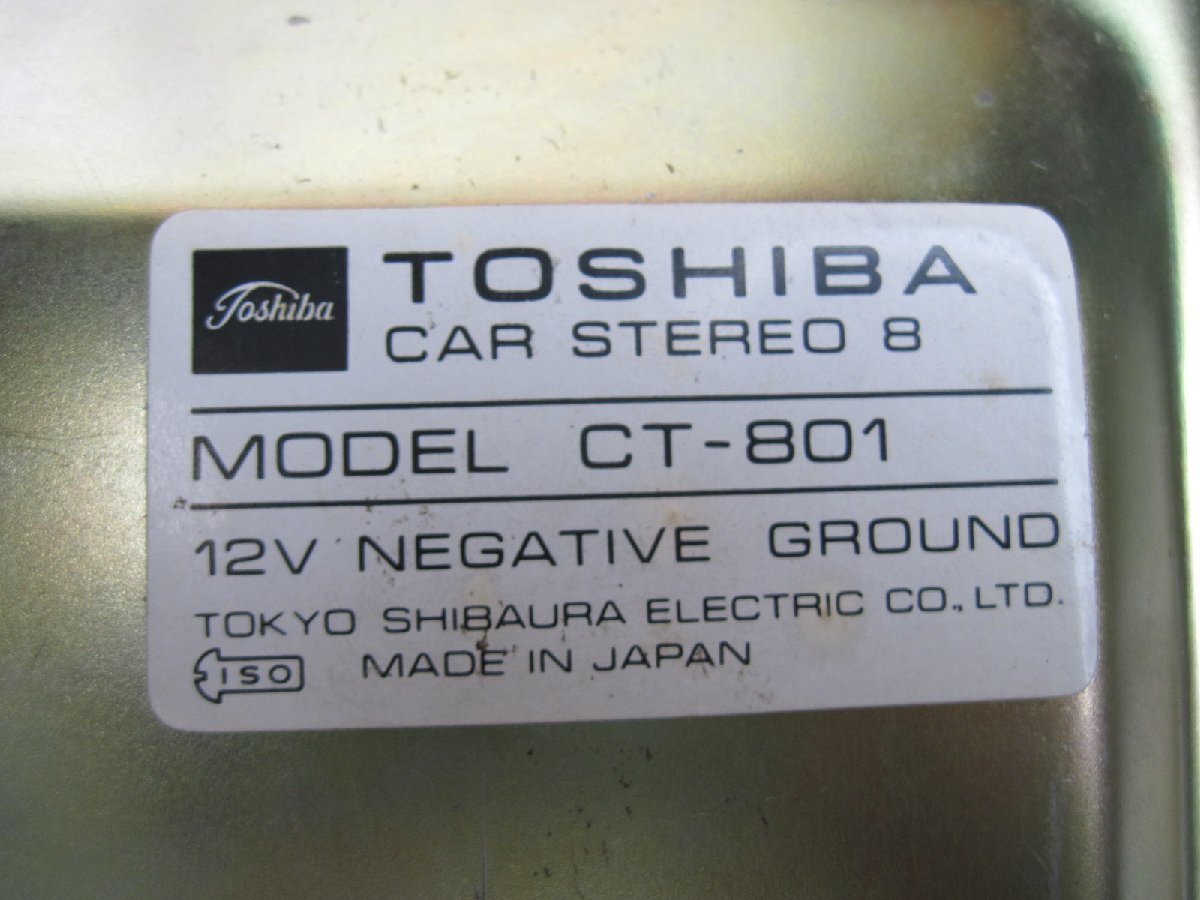 Toshiba
TOSHIBA
CAR STEREO 8
MODEL CT-801
12V NEGATIVE GROUND
TOKYO SHIBAURA ELECTRIC CO., LTD.
ISO
MADE IN JAPAN